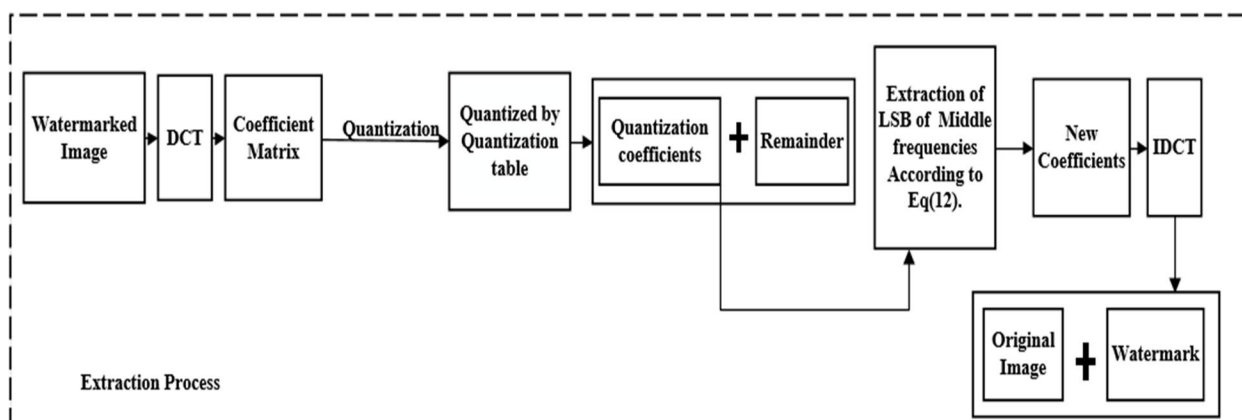 Watermarked
Image
DCT
Coefficient
Matrix
Quantization
Quantized by
Quantization
table
Quantization
coefficients
+
Remainder
Extraction of
LSB of Middle
frequencies
According to
Eq(12).
New
Coefficients
IDCT
Original
Image
+
Watermark
Extraction Process